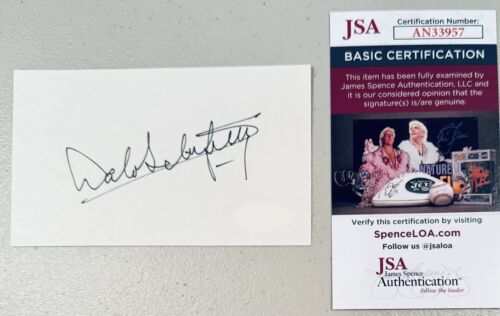 JSA
Certification Number:
AN33957
BASIC CERTIFICATION
This item has been fully examined by
James Spence Authentication, LLC and
it is our considered opinion that the
signature(s) is/are genuine.
JETS
Verify this certification by visiting
SpenceLOA.com
Follow us @jsaloa
JSA
James Spence
Authentication™
follow the leader